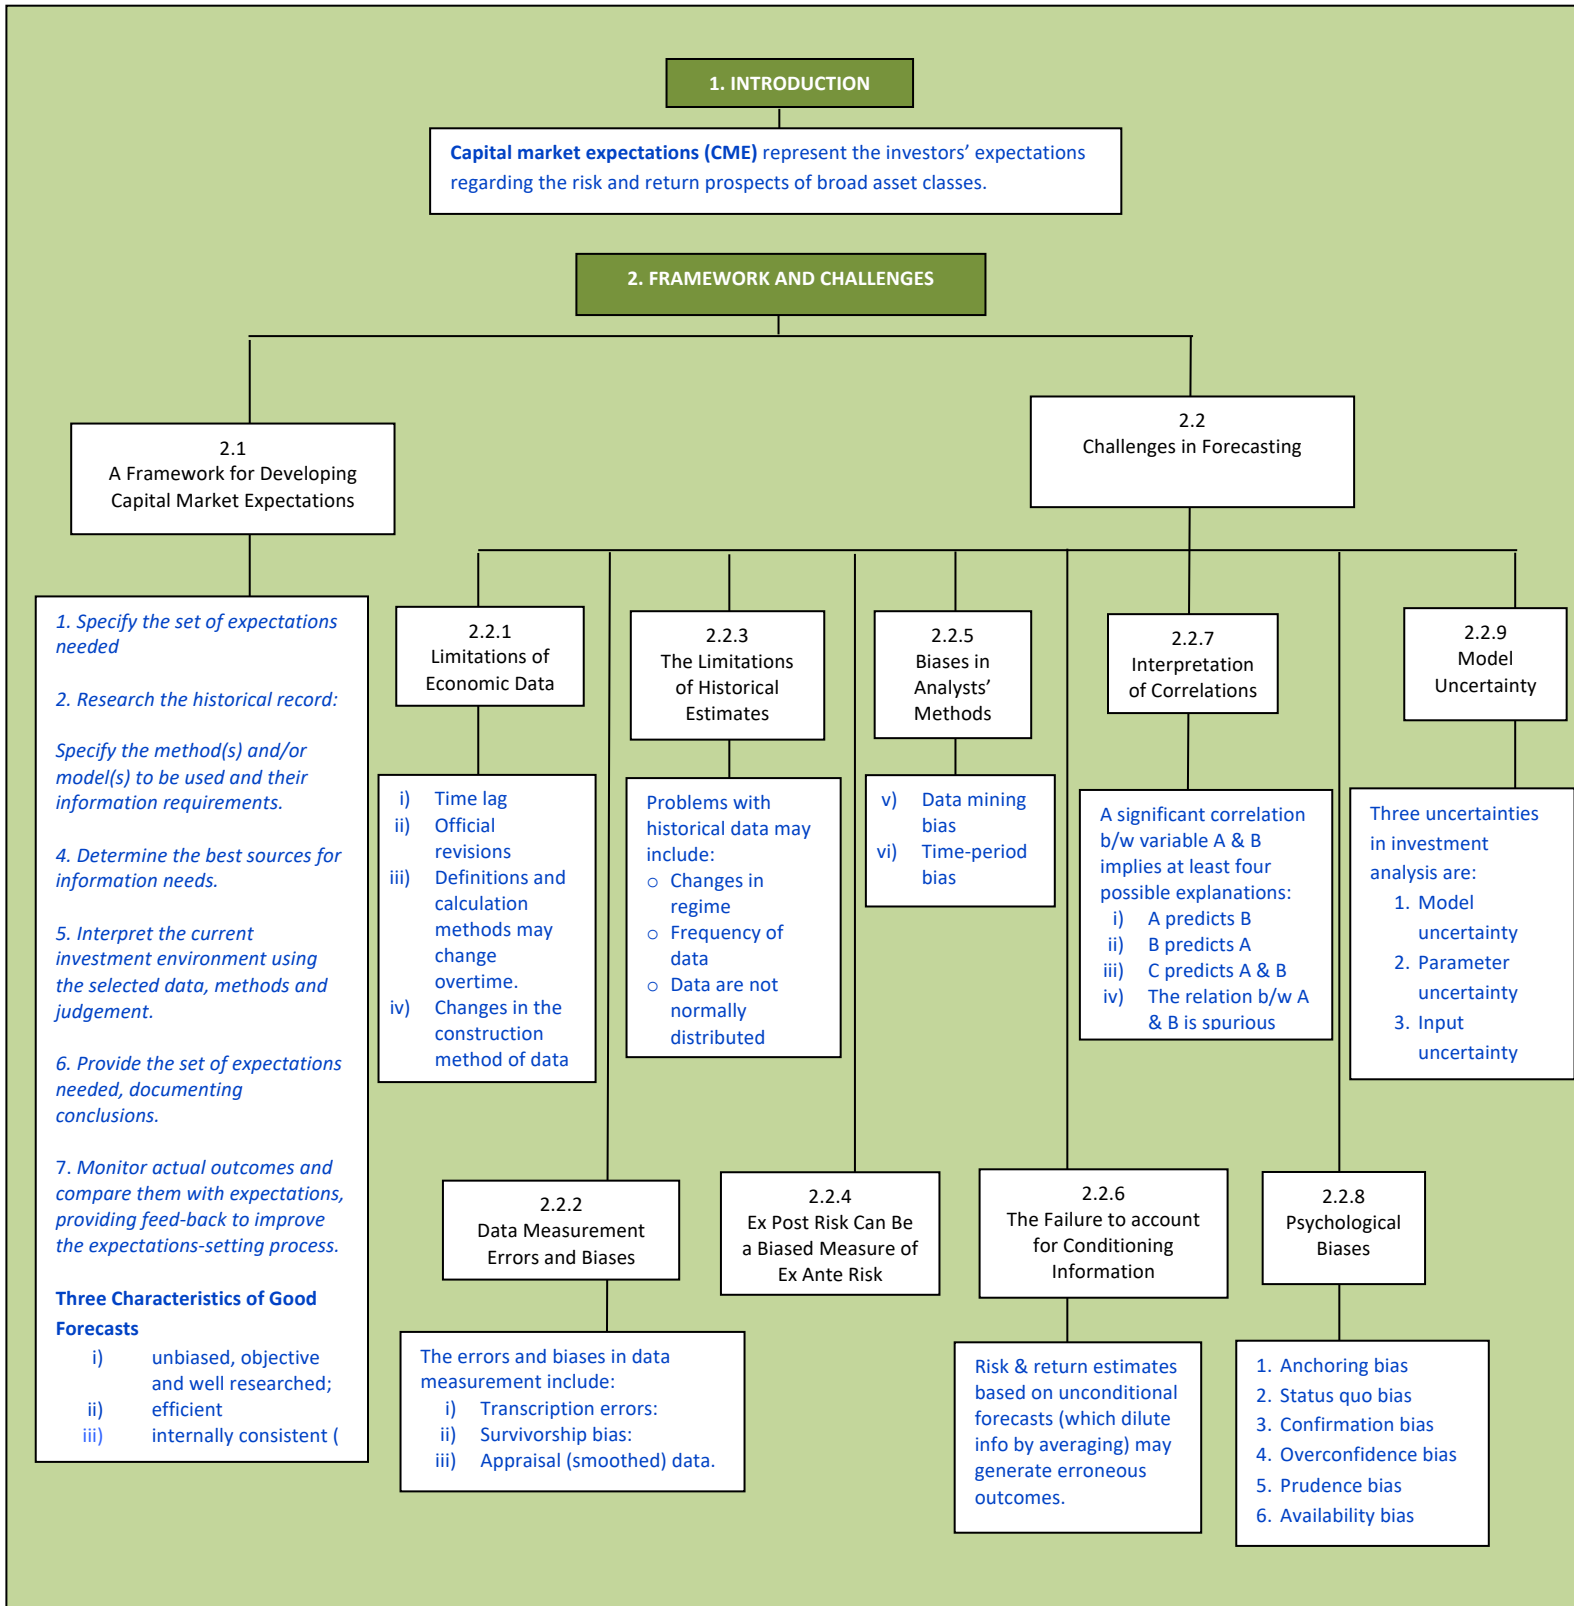 1. INTRODUCTION
Capital market expectations (CME) represent the investors’ expectations
regarding the risk and return prospects of broad asset classes.
2. FRAMEWORK AND CHALLENGES
2.1
A Framework for Developing
Capital Market Expectations
2.2
Challenges in Forecasting
1. Specify the set of expectations
needed
2. Research the historical record:
Specify the method(s) and/or
model(s) to be used and their
information requirements.
4. Determine the best sources for
information needs.
5. Interpret the current
investment environment using
the selected data, methods and
judgement.
6. Provide the set of expectations
needed, documenting
conclusions.
7. Monitor actual outcomes and
compare them with expectations,
providing feed-back to improve
the expectations-setting process.
Three Characteristics of Good
Forecasts
i) unbiased, objective
and well researched;
ii) efficient
iii) internally consistent (
2.2.1
Limitations of
Economic Data
i) Time lag
ii) Official
revisions
iii) Definitions and
calculation
methods may
change
overtime.
iv) Changes in the
construction
method of data
2.2.3
The Limitations
of Historical
Estimates
Problems with
historical data may
include:
o Changes in
regime
o Frequency of
data
o Data are not
normally
distributed
2.2.5
Biases in
Analysts’
Methods
v) Data mining
bias
vi) Time-period
bias
2.2.7
Interpretation
of Correlations
A significant correlation
b/w variable A & B
implies at least four
possible explanations:
i) A predicts B
ii) B predicts A
iii) C predicts A & B
iv) The relation b/w A
& B is spurious
2.2.9
Model
Uncertainty
Three uncertainties
in investment
analysis are:
1. Model
uncertainty
2. Parameter
uncertainty
3. Input
uncertainty
2.2.2
Data Measurement
Errors and Biases
The errors and biases in data
measurement include:
i) Transcription errors:
ii) Survivorship bias:
iii) Appraisal (smoothed) data.
2.2.4
Ex Post Risk Can Be
a Biased Measure of
Ex Ante Risk
2.2.6
The Failure to account
for Conditioning
Information
Risk & return estimates
based on unconditional
forecasts (which dilute
info by averaging) may
generate erroneous
outcomes.
2.2.8
Psychological
Biases
1. Anchoring bias
2. Status quo bias
3. Confirmation bias
4. Overconfidence bias
5. Prudence bias
6. Availability bias